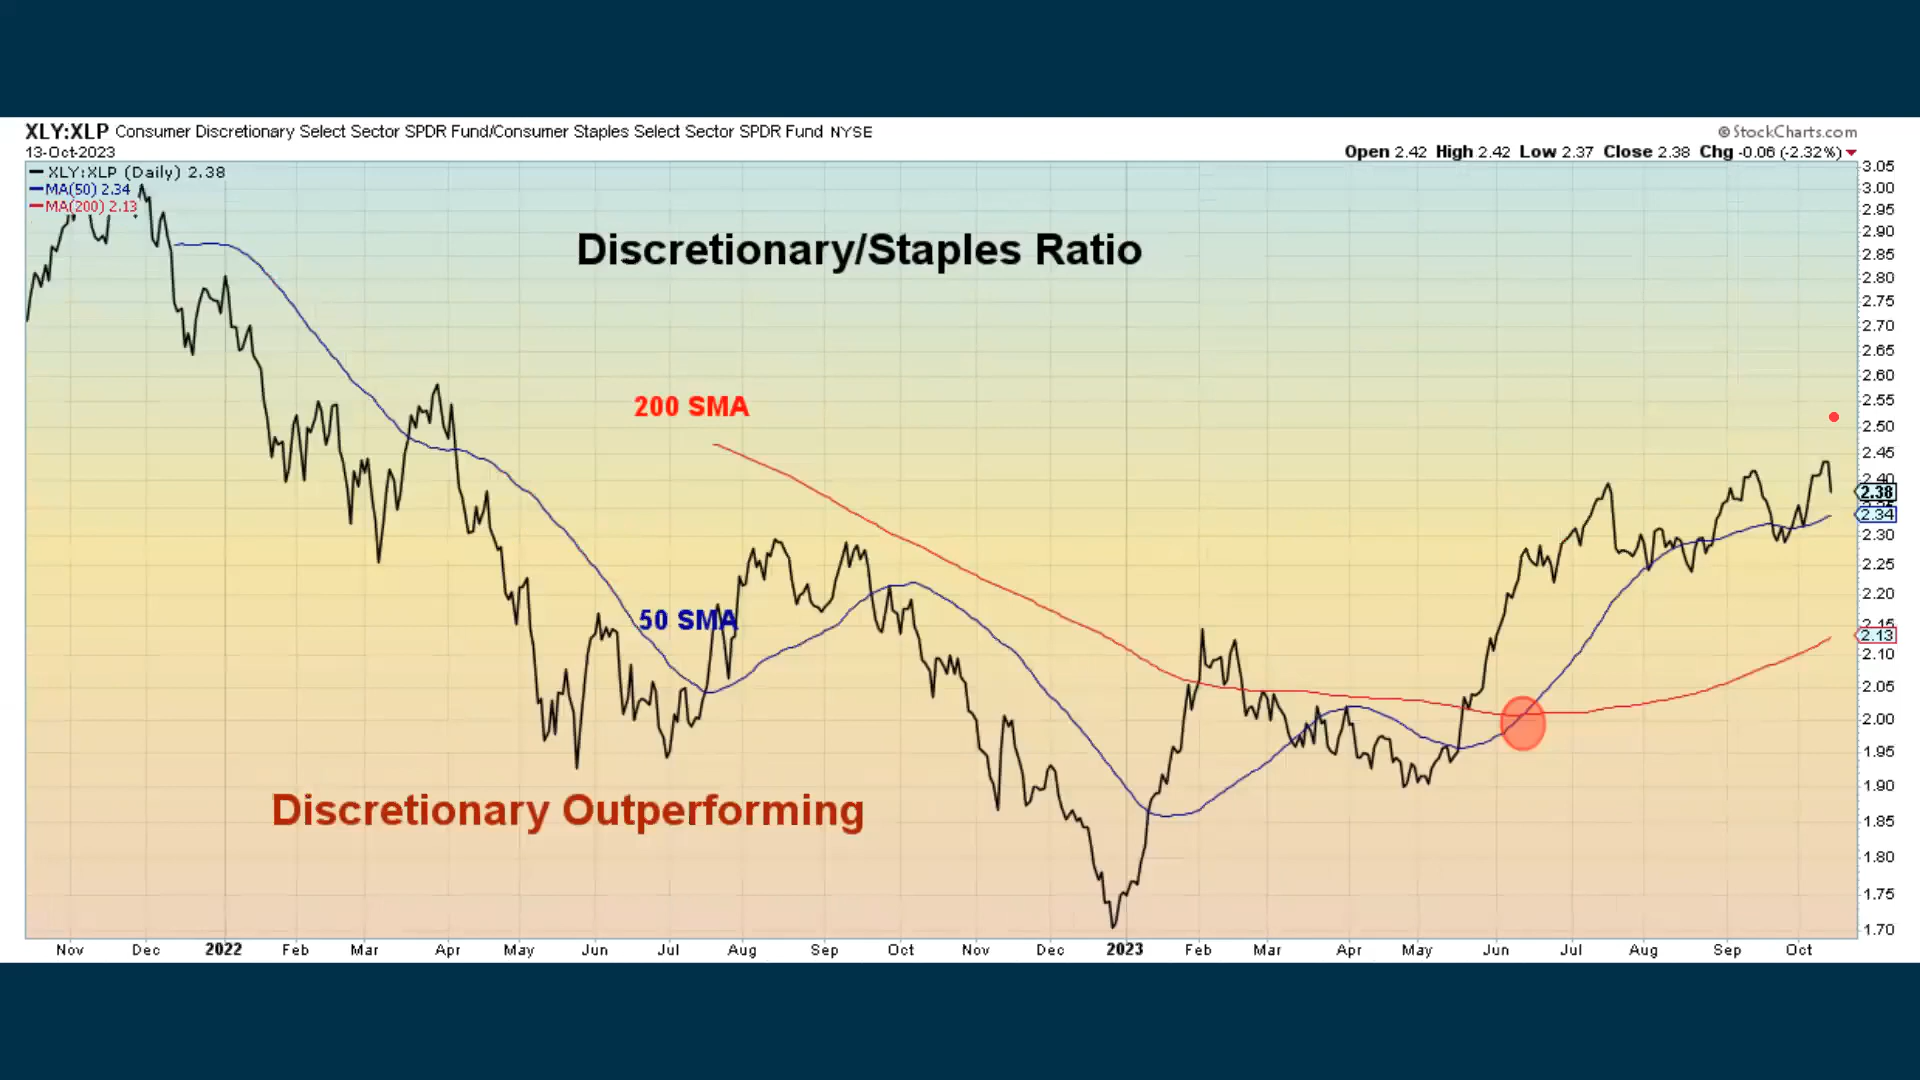 XLY:XLP Consumer Discretionary Select Sector SPDR Fund/Consumer Staples Select Sector SPDR Fund NYSE
© StockCharts.com
13-Oct-2023
Open 2.42 High 2.42 Low 2.37 Close 2.38 Chg -0.06 (-2.32%)
XLY:XLP (Daily) 2.38
MA(50) 2.34
MA(200) 2.13
Discretionary/Staples Ratio
200 SMA
50 SMA
Discretionary Outperforming
3.05
3.00
2.95
2.90
2.85
2.80
2.75
2.70
2.65
2.60
2.55
2.50
2.45
2.40
2.38
2.34
2.30
2.25
2.20
2.15
2.13
2.10
2.05
2.00
1.95
1.90
1.85
1.80
1.75
1.70
Nov Dec 2022 Feb Mar Apr May Jun Jul Aug Sep Oct Nov Dec 2023 Feb Mar Apr May Jun Jul Aug Sep Oct